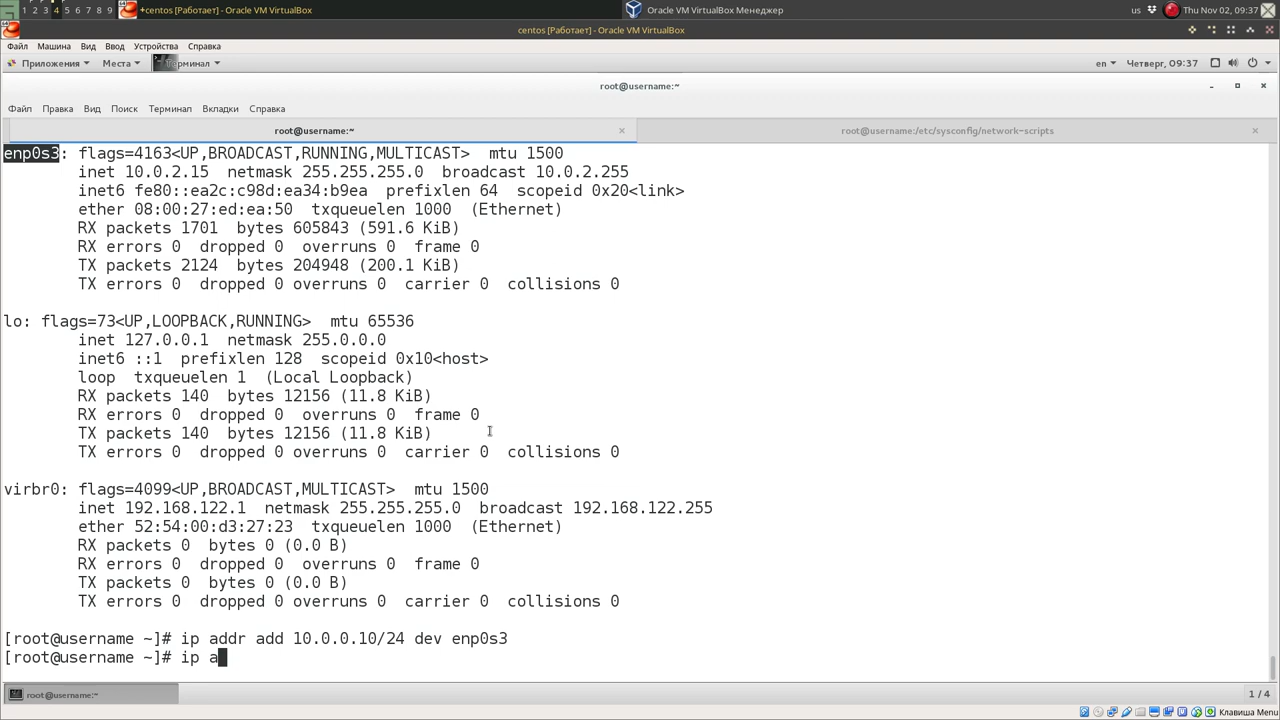 1 2 3 4 5 6 7 8 9 +centos [Работает] - Oracle VM VirtualBox Oracle VM VirtualBox Менеджер us Thu Nov 02, 09:37
centos [Работает] - Oracle VM VirtualBox
Файл Машина Вид Ввод Устройства Справка
Приложения Места Терминал en Четверг, 09:37
root@username:~
Файл Правка Вид Поиск Терминал Вкладки Справка
root@username:~ × root@username:/etc/sysconfig/network-scripts ×
enp0s3: flags=4163<UP,BROADCAST,RUNNING,MULTICAST>  mtu 1500
        inet 10.0.2.15  netmask 255.255.255.0  broadcast 10.0.2.255
        inet6 fe80::ea2c:c98d:ea34:b9ea  prefixlen 64  scopeid 0x20<link>
        ether 08:00:27:ed:ea:50  txqueuelen 1000  (Ethernet)
        RX packets 1701  bytes 605843 (591.6 KiB)
        RX errors 0  dropped 0  overruns 0  frame 0
        TX packets 2124  bytes 204948 (200.1 KiB)
        TX errors 0  dropped 0 overruns 0  carrier 0  collisions 0
lo: flags=73<UP,LOOPBACK,RUNNING>  mtu 65536
        inet 127.0.0.1  netmask 255.0.0.0
        inet6 ::1  prefixlen 128  scopeid 0x10<host>
        loop  txqueuelen 1  (Local Loopback)
        RX packets 140  bytes 12156 (11.8 KiB)
        RX errors 0  dropped 0  overruns 0  frame 0
        TX packets 140  bytes 12156 (11.8 KiB)
        TX errors 0  dropped 0 overruns 0  carrier 0  collisions 0
virbr0: flags=4099<UP,BROADCAST,MULTICAST>  mtu 1500
        inet 192.168.122.1  netmask 255.255.255.0  broadcast 192.168.122.255
        ether 52:54:00:d3:27:23  txqueuelen 1000  (Ethernet)
        RX packets 0  bytes 0 (0.0 B)
        RX errors 0  dropped 0  overruns 0  frame 0
        TX packets 0  bytes 0 (0.0 B)
        TX errors 0  dropped 0 overruns 0  carrier 0  collisions 0
[root@username ~]# ip addr add 10.0.0.10/24 dev enp0s3
[root@username ~]# ip a
root@username:~ 1 / 4
Клавиша Menu